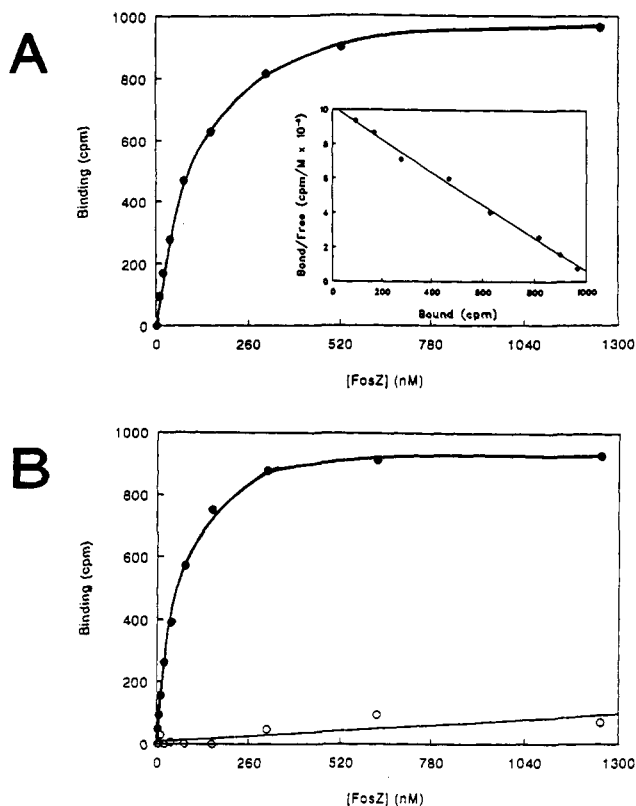 A
1000
800
600
400
200
0
Binding (cpm)
0 260 520 780 1040 1300
[FosZ] (nM)
10
8
6
4
2
0
Bond/Free (cpm/M × 10⁻⁹)
0 200 400 600 800 1000
Bound (cpm)
B
1000
800
600
400
200
0
Binding (cpm)
0 260 520 780 1040 1300
[FosZ] (nM)